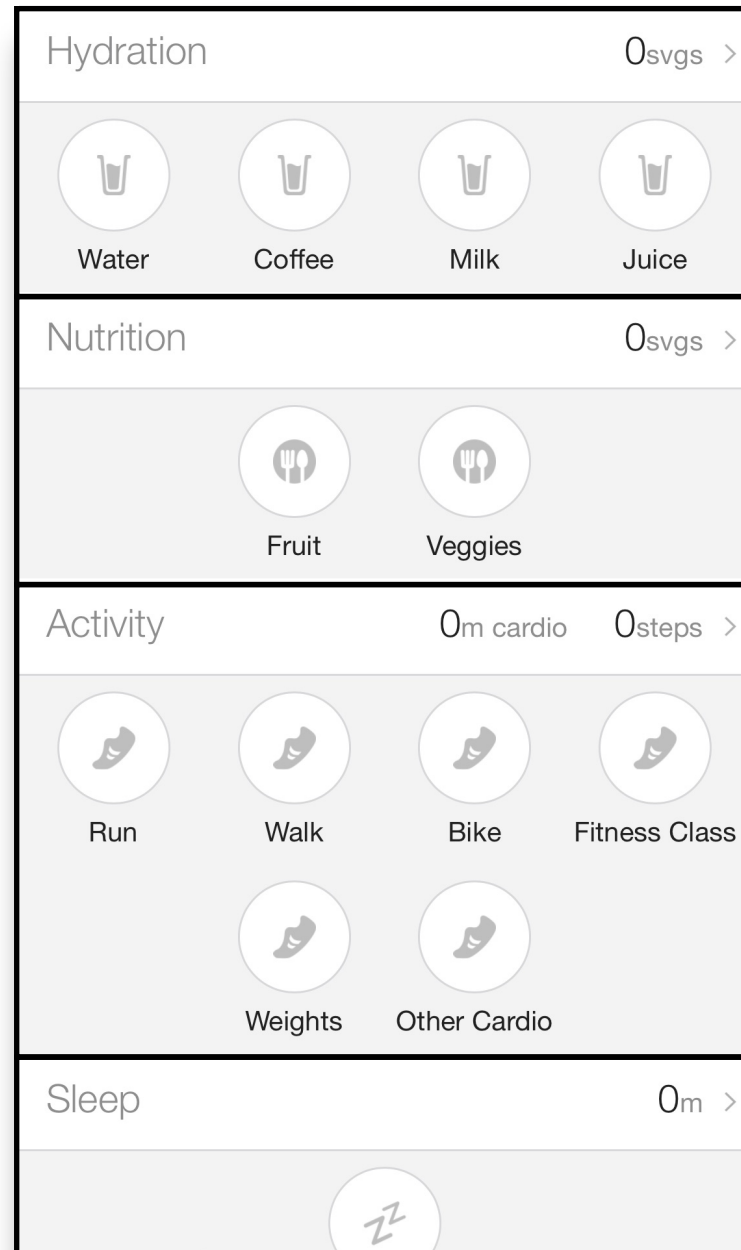 Hydration 0svgs >
Water Coffee Milk Juice
Nutrition 0svgs >
Fruit Veggies
Activity 0m cardio 0steps >
Run Walk Bike Fitness Class
Weights Other Cardio
Sleep 0m >
zz